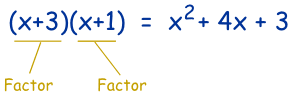 (x+3)(x+1) = x² + 4x + 3
Factor Factor